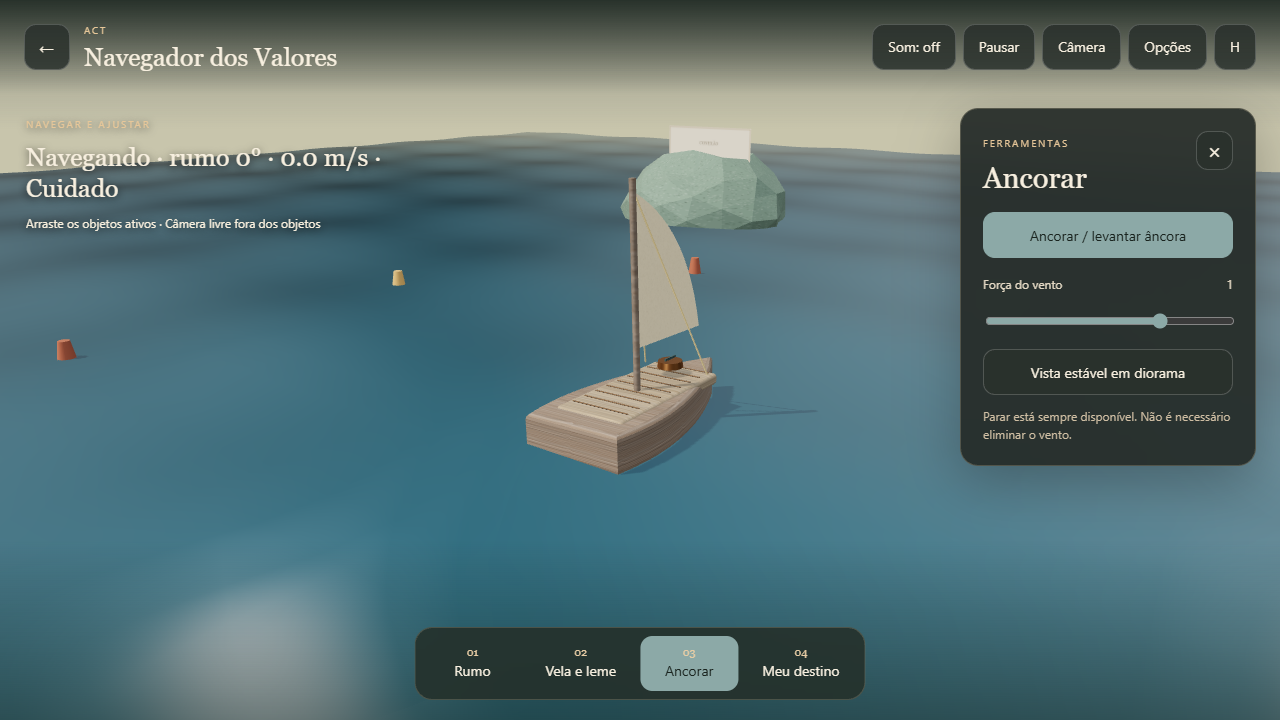 ←
ACT
Navegador dos Valores
Som: off
Pausar
Câmera
Opções
H
NAVEGAR E AJUSTAR
Navegando · rumo 0° · 0.0 m/s ·
Cuidado
Arraste os objetos ativos · Câmera livre fora dos objetos
FERRAMENTAS
Ancorar
×
Ancorar / levantar âncora
Força do vento 1
Vista estável em diorama
Parar está sempre disponível. Não é necessário
eliminar o vento.
01
Rumo
02
Vela e leme
03
Ancorar
04
Meu destino